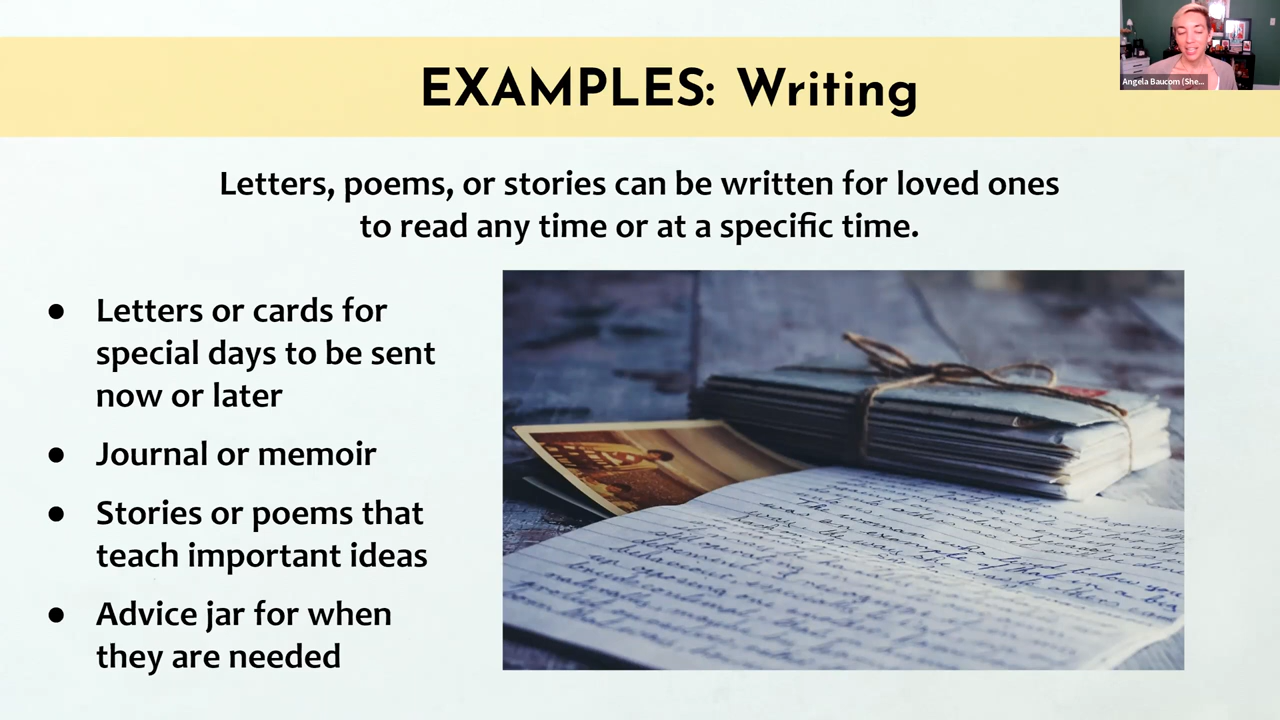 EXAMPLES: Writing
Angela Baucom (She...
Letters, poems, or stories can be written for loved ones
to read any time or at a specific time.
● Letters or cards for
special days to be sent
now or later
● Journal or memoir
● Stories or poems that
teach important ideas
● Advice jar for when
they are needed